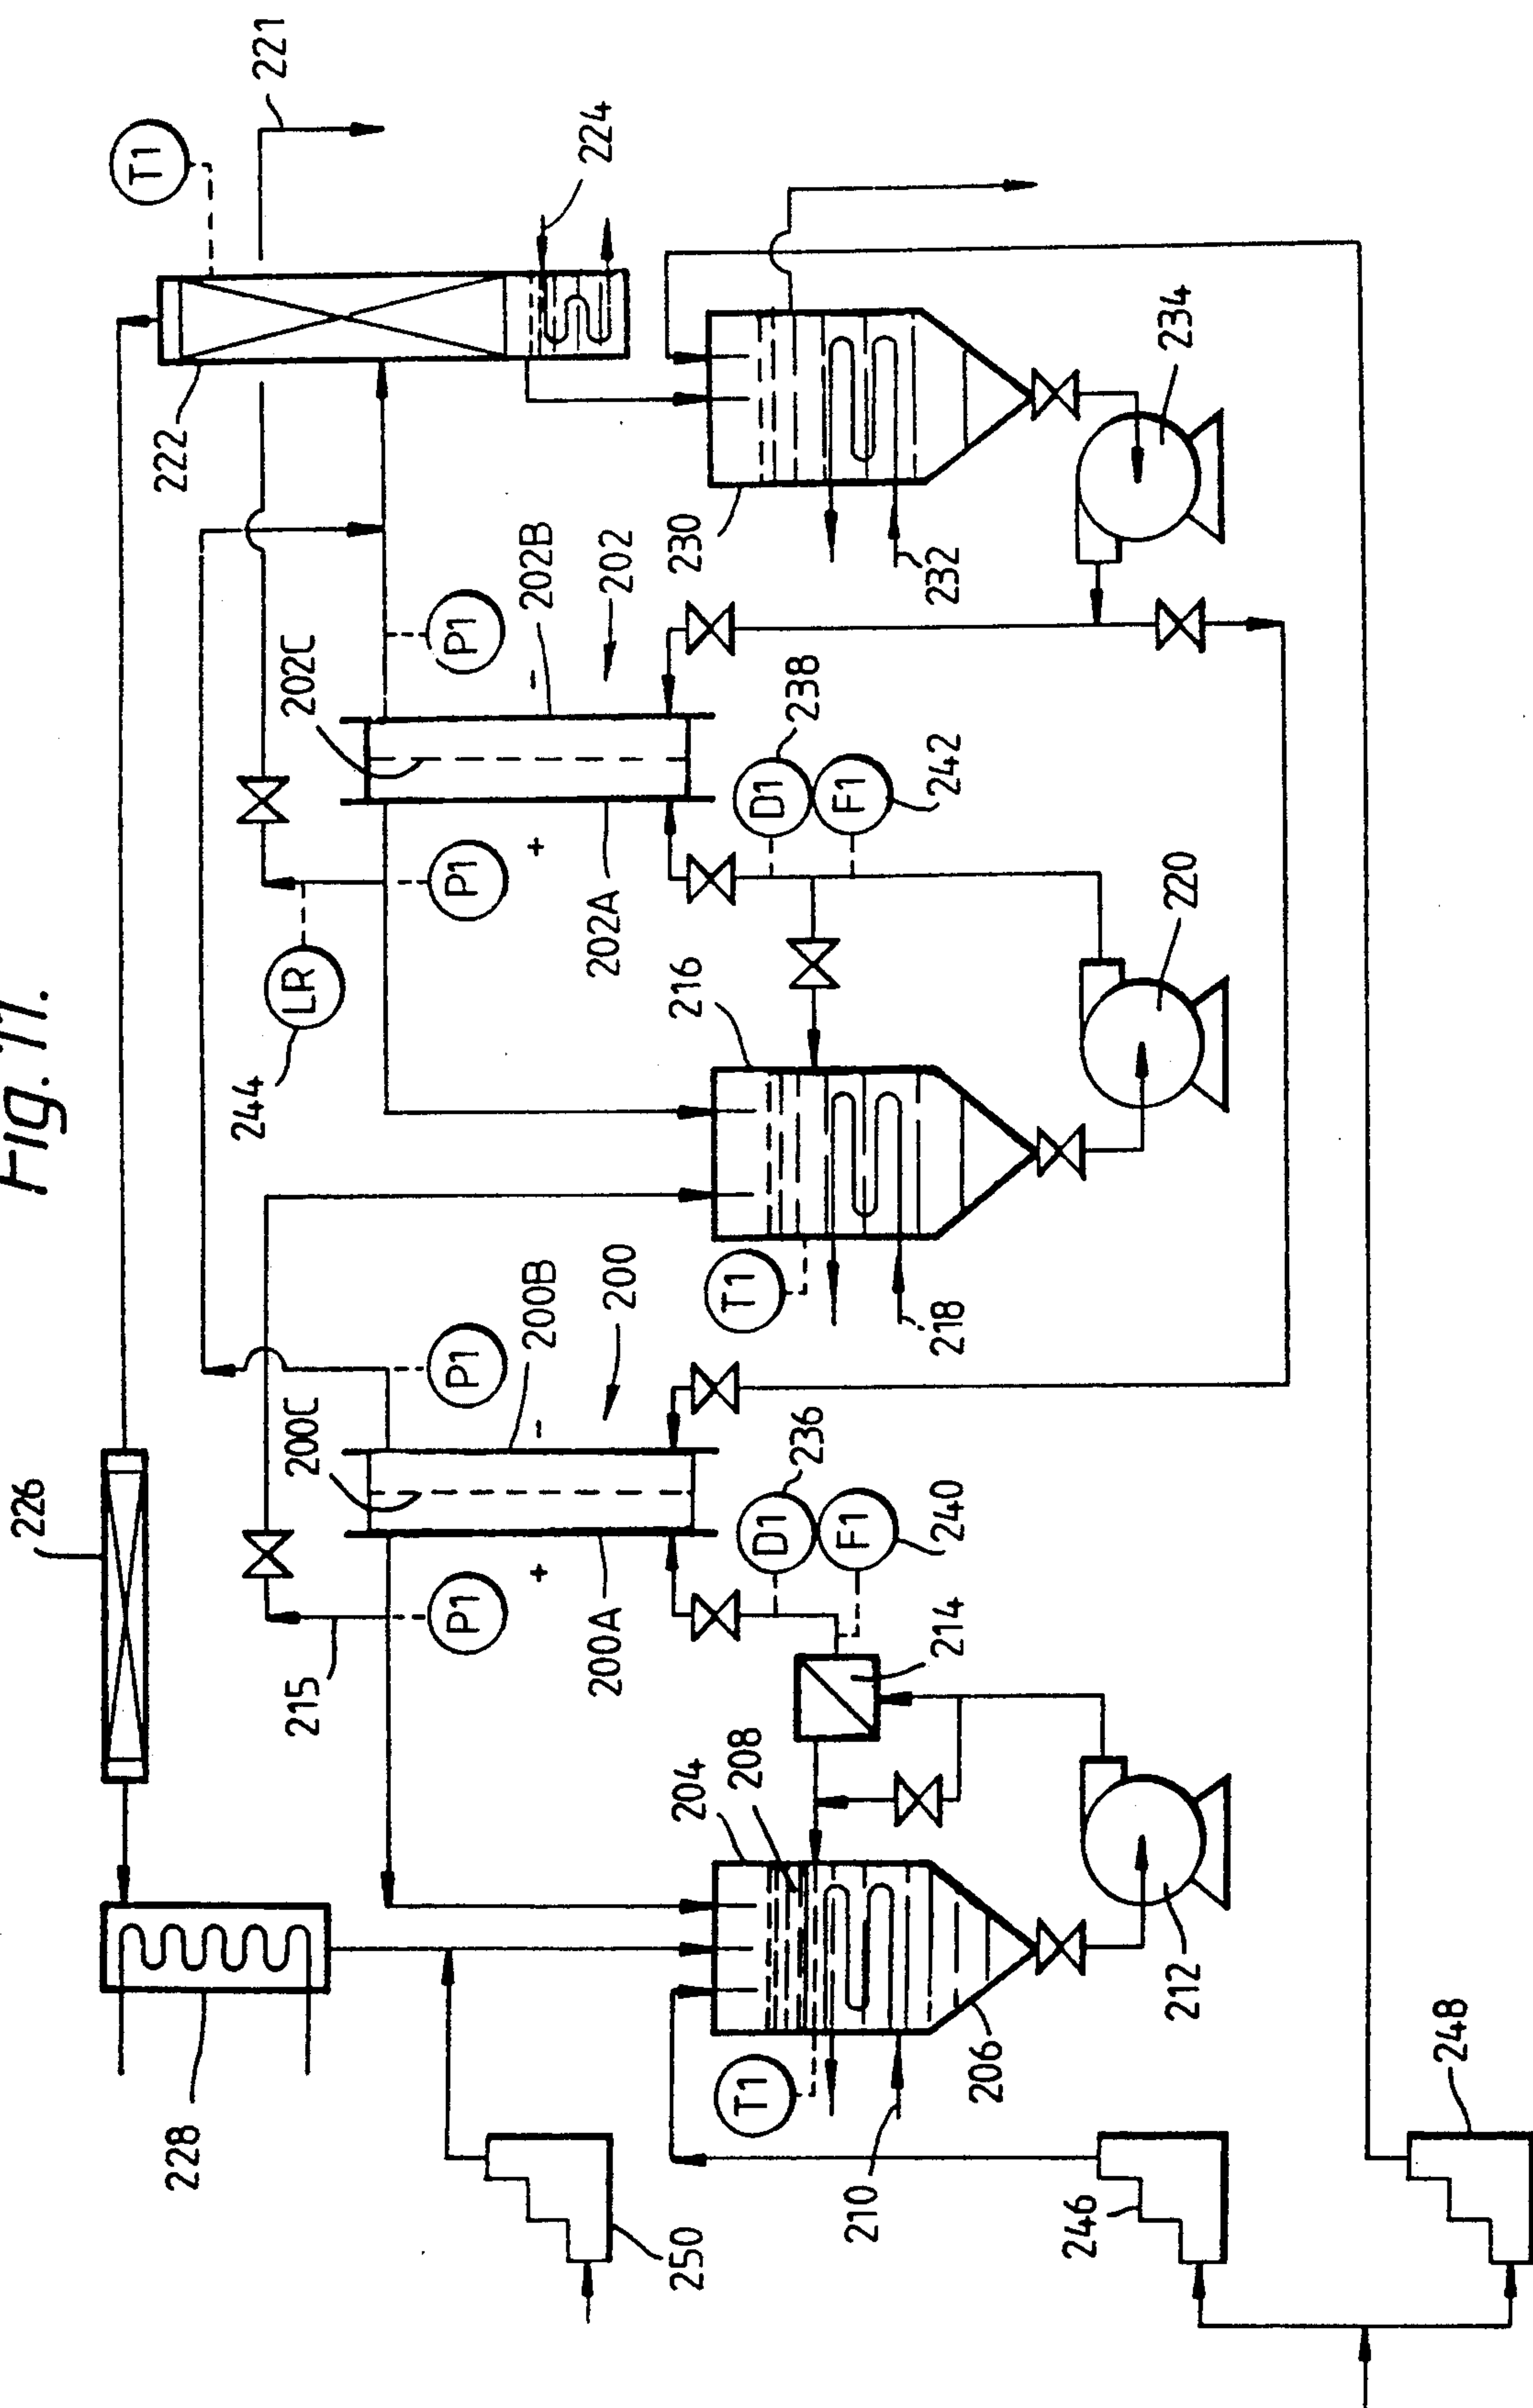 Fig. 11.
221
T1
224
222
226
202C
P1
-
202B
202
230
232
234
244
LR
P1
+
202A
238
D1
F1
242
216
220
200C
P1
-
200B
200
T1
218
215
P1
+
200A
236
D1
F1
240
214
204
208
212
228
T1
206
210
250
246
248